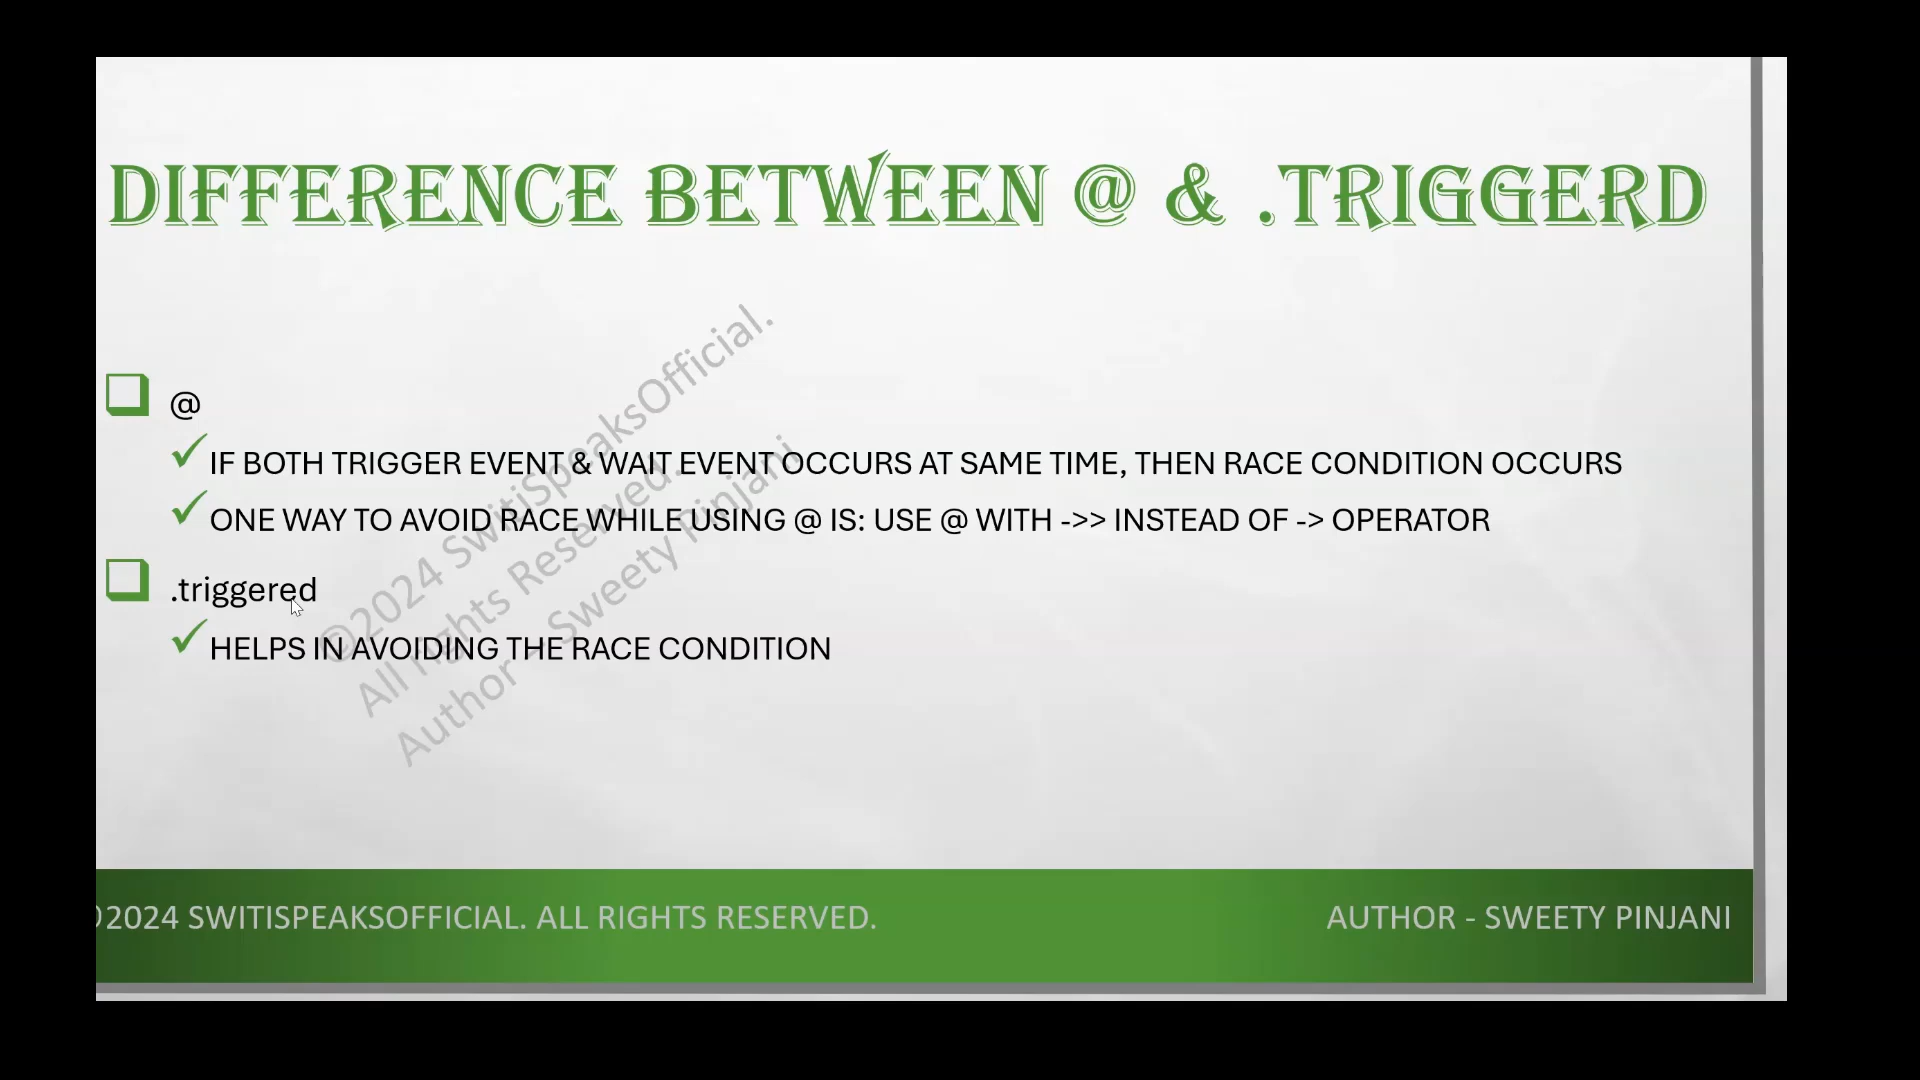 DIFFERENCE BETWEEN @ & .TRIGGERD
@
IF BOTH TRIGGER EVENT & WAIT EVENT OCCURS AT SAME TIME, THEN RACE CONDITION OCCURS
ONE WAY TO AVOID RACE WHILE USING @ IS: USE @ WITH ->> INSTEAD OF -> OPERATOR
.triggered
HELPS IN AVOIDING THE RACE CONDITION
©2024 SwitiSpeaksOfficial.
All rights Reserved.
Author - Sweety Pinjani
©2024 SWITISPEAKSOFFICIAL. ALL RIGHTS RESERVED.
AUTHOR - SWEETY PINJANI